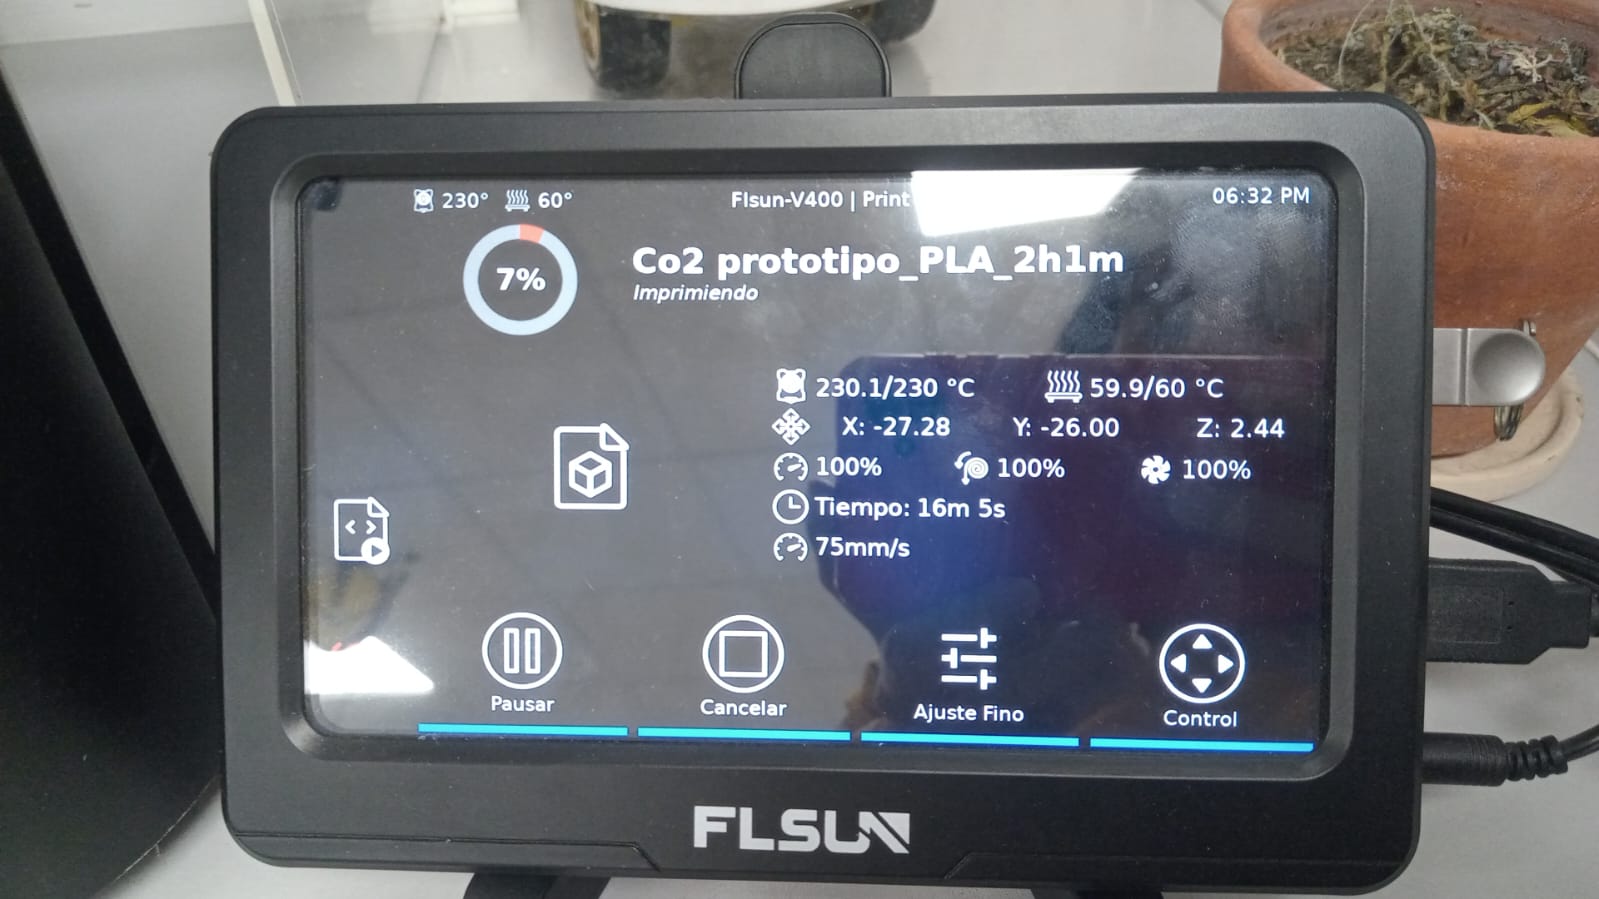 230° 60° Flsun-V400 | Print 06:32 PM
7%
Co2 prototipo_PLA_2h1m
Imprimiendo
230.1/230 °C 59.9/60 °C
X: -27.28 Y: -26.00 Z: 2.44
100% 100% 100%
Tiempo: 16m 5s
75mm/s
Pausar Cancelar Ajuste Fino Control
FLSUN